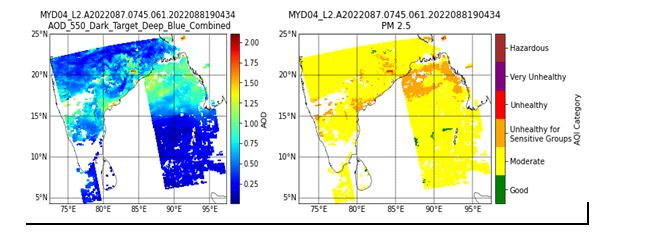 MYD04_L2.A2022087.0745.061.2022088190434
AOD_550_Dark_Target_Deep_Blue_Combined
25°N
20°N
15°N
10°N
5°N
75°E 80°E 85°E 90°E 95°E
2.00
1.75
1.50
1.25
1.00
0.75
0.50
0.25
AOD
MYD04_L2.A2022087.0745.061.2022088190434
PM 2.5
25°N
20°N
15°N
10°N
5°N
75°E 80°E 85°E 90°E 95°E
Hazardous
Very Unhealthy
Unhealthy
Unhealthy for
Sensitive Groups
Moderate
Good
AQI Category